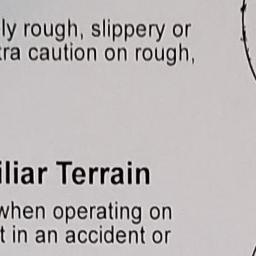 ly rough, slippery or
tra caution on rough,
iliar Terrain
when operating on
t in an accident or